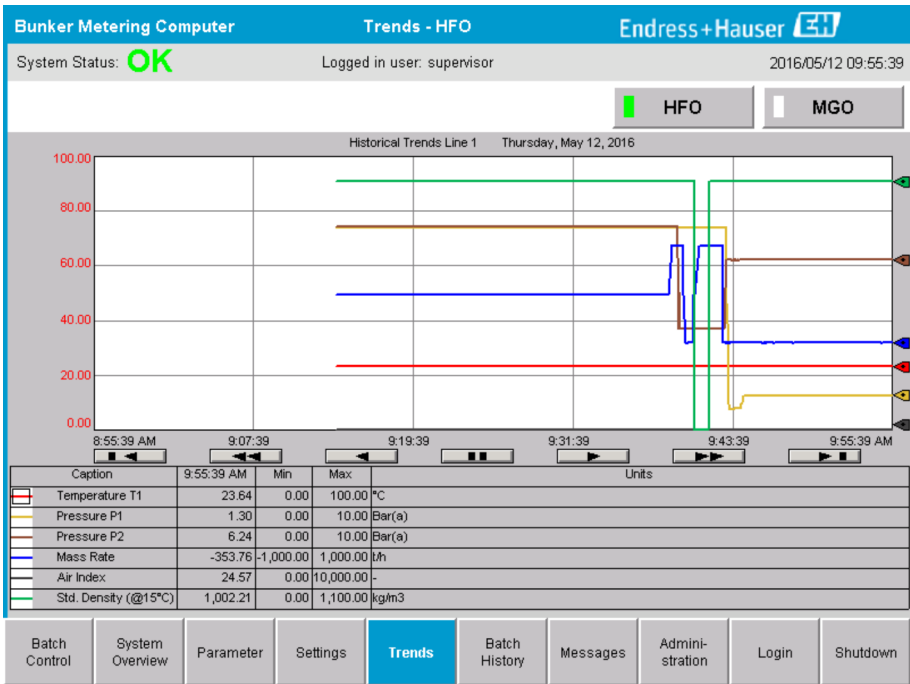 Bunker Metering Computer Trends - HFO Endress+Hauser EH
System Status: OK Logged in user: supervisor 2016/05/12 09:55:39
HFO MGO
Historical Trends Line 1 Thursday, May 12, 2016
100.00
80.00
60.00
40.00
20.00
0.00
8:55:39 AM 9:07:39 9:19:39 9:31:39 9:43:39 9:55:39 AM
Caption 9:55:39 AM Min Max Units
Temperature T1 23.64 0.00 100.00 °C
Pressure P1 1.30 0.00 10.00 Bar(a)
Pressure P2 6.24 0.00 10.00 Bar(a)
Mass Rate -353.76 -1,000.00 1,000.00 t/h
Air Index 24.57 0.00 10,000.00 -
Std. Density (@15°C) 1,002.21 0.00 1,100.00 kg/m3
Batch Control System Overview Parameter Settings Trends Batch History Messages Admini- stration Login Shutdown